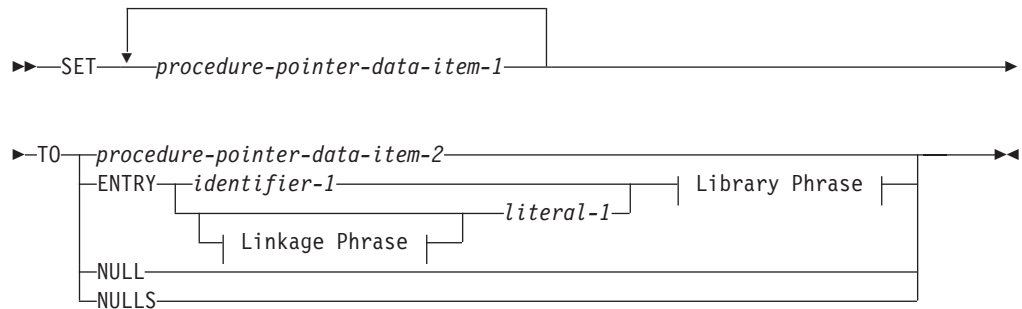 SET procedure-pointer-data-item-1
TO procedure-pointer-data-item-2
ENTRY identifier-1 Library Phrase
literal-1
Linkage Phrase
NULL
NULLS